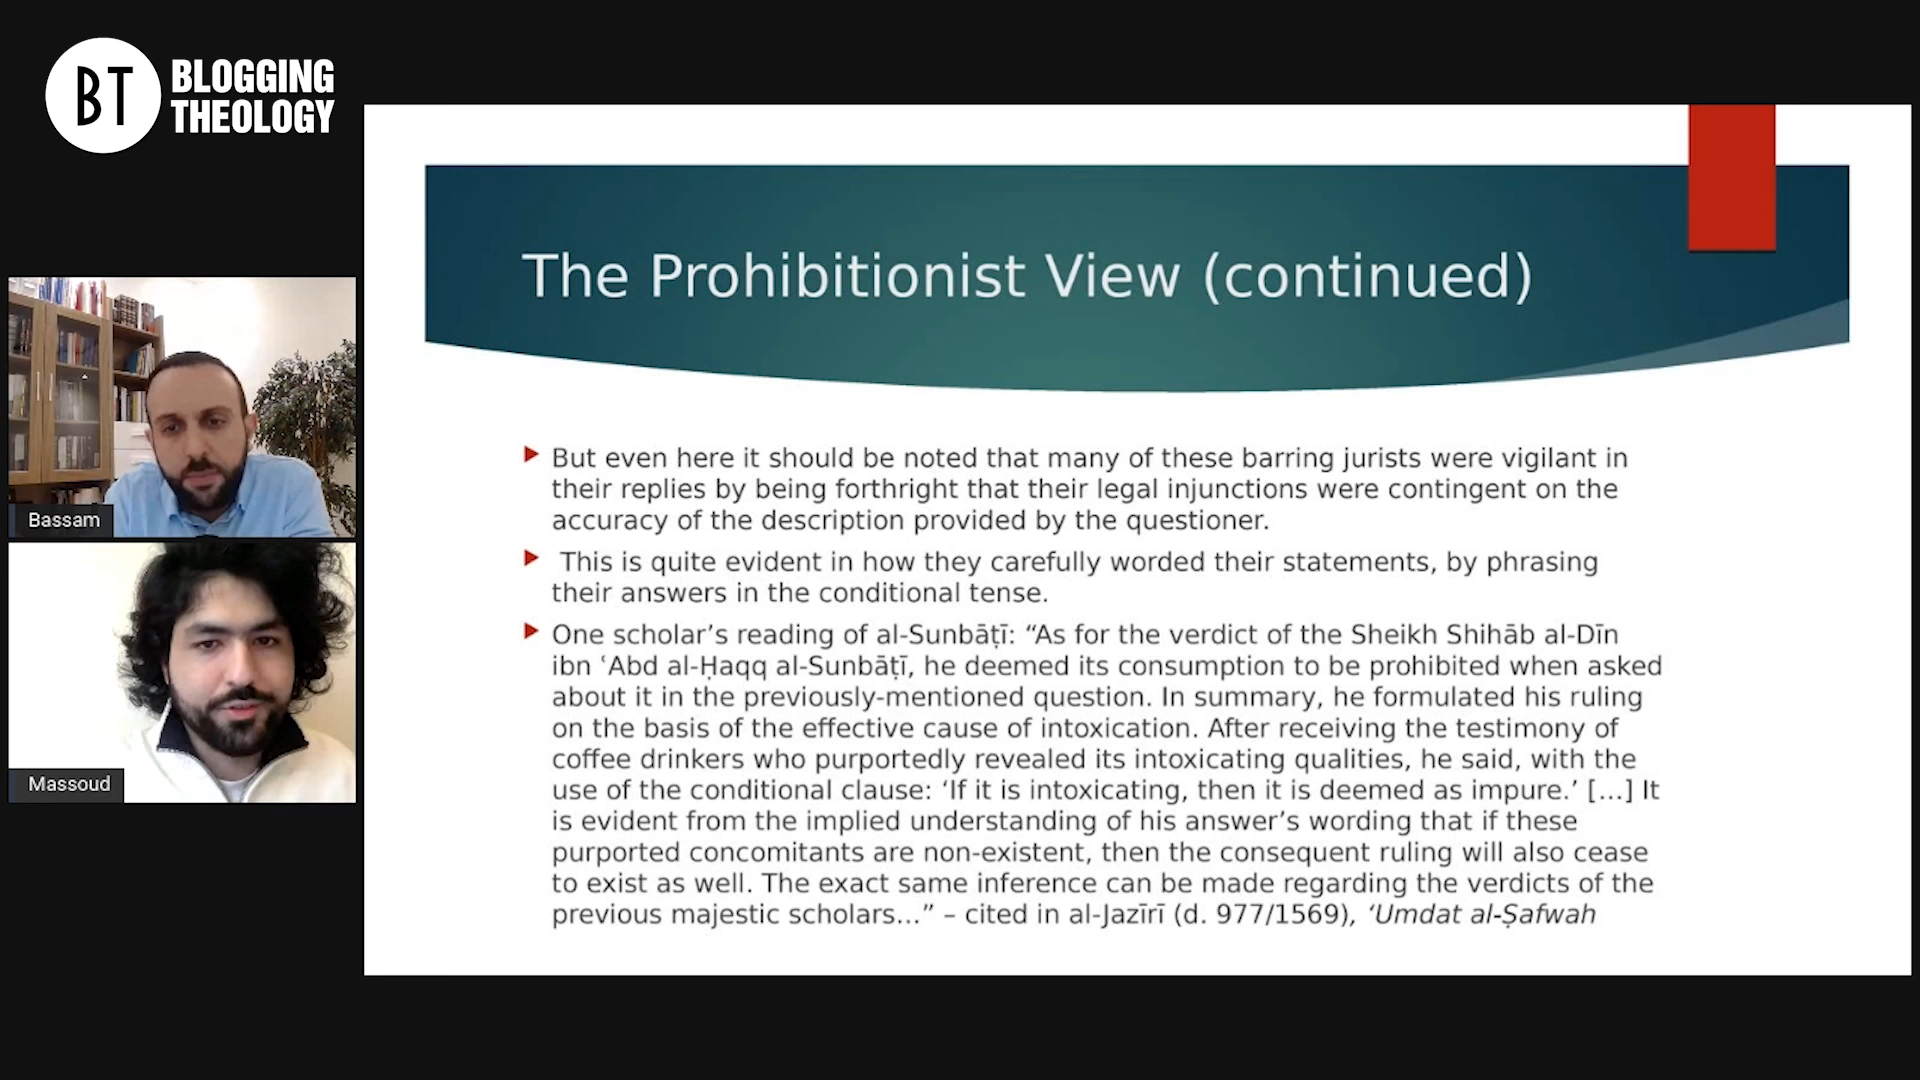 BT
BLOGGING
THEOLOGY
The Prohibitionist View (continued)
But even here it should be noted that many of these barring jurists were vigilant in
their replies by being forthright that their legal injunctions were contingent on the
accuracy of the description provided by the questioner.
This is quite evident in how they carefully worded their statements, by phrasing
their answers in the conditional tense.
One scholar’s reading of al-Sunbāṭī: “As for the verdict of the Sheikh Shihāb al-Dīn
ibn ʿAbd al-Ḥaqq al-Sunbāṭī, he deemed its consumption to be prohibited when asked
about it in the previously-mentioned question. In summary, he formulated his ruling
on the basis of the effective cause of intoxication. After receiving the testimony of
coffee drinkers who purportedly revealed its intoxicating qualities, he said, with the
use of the conditional clause: ‘If it is intoxicating, then it is deemed as impure.’ [...] It
is evident from the implied understanding of his answer’s wording that if these
purported concomitants are non-existent, then the consequent ruling will also cease
to exist as well. The exact same inference can be made regarding the verdicts of the
previous majestic scholars...” – cited in al-Jazīrī (d. 977/1569), ‘Umdat al-Ṣafwah
Bassam
Massoud